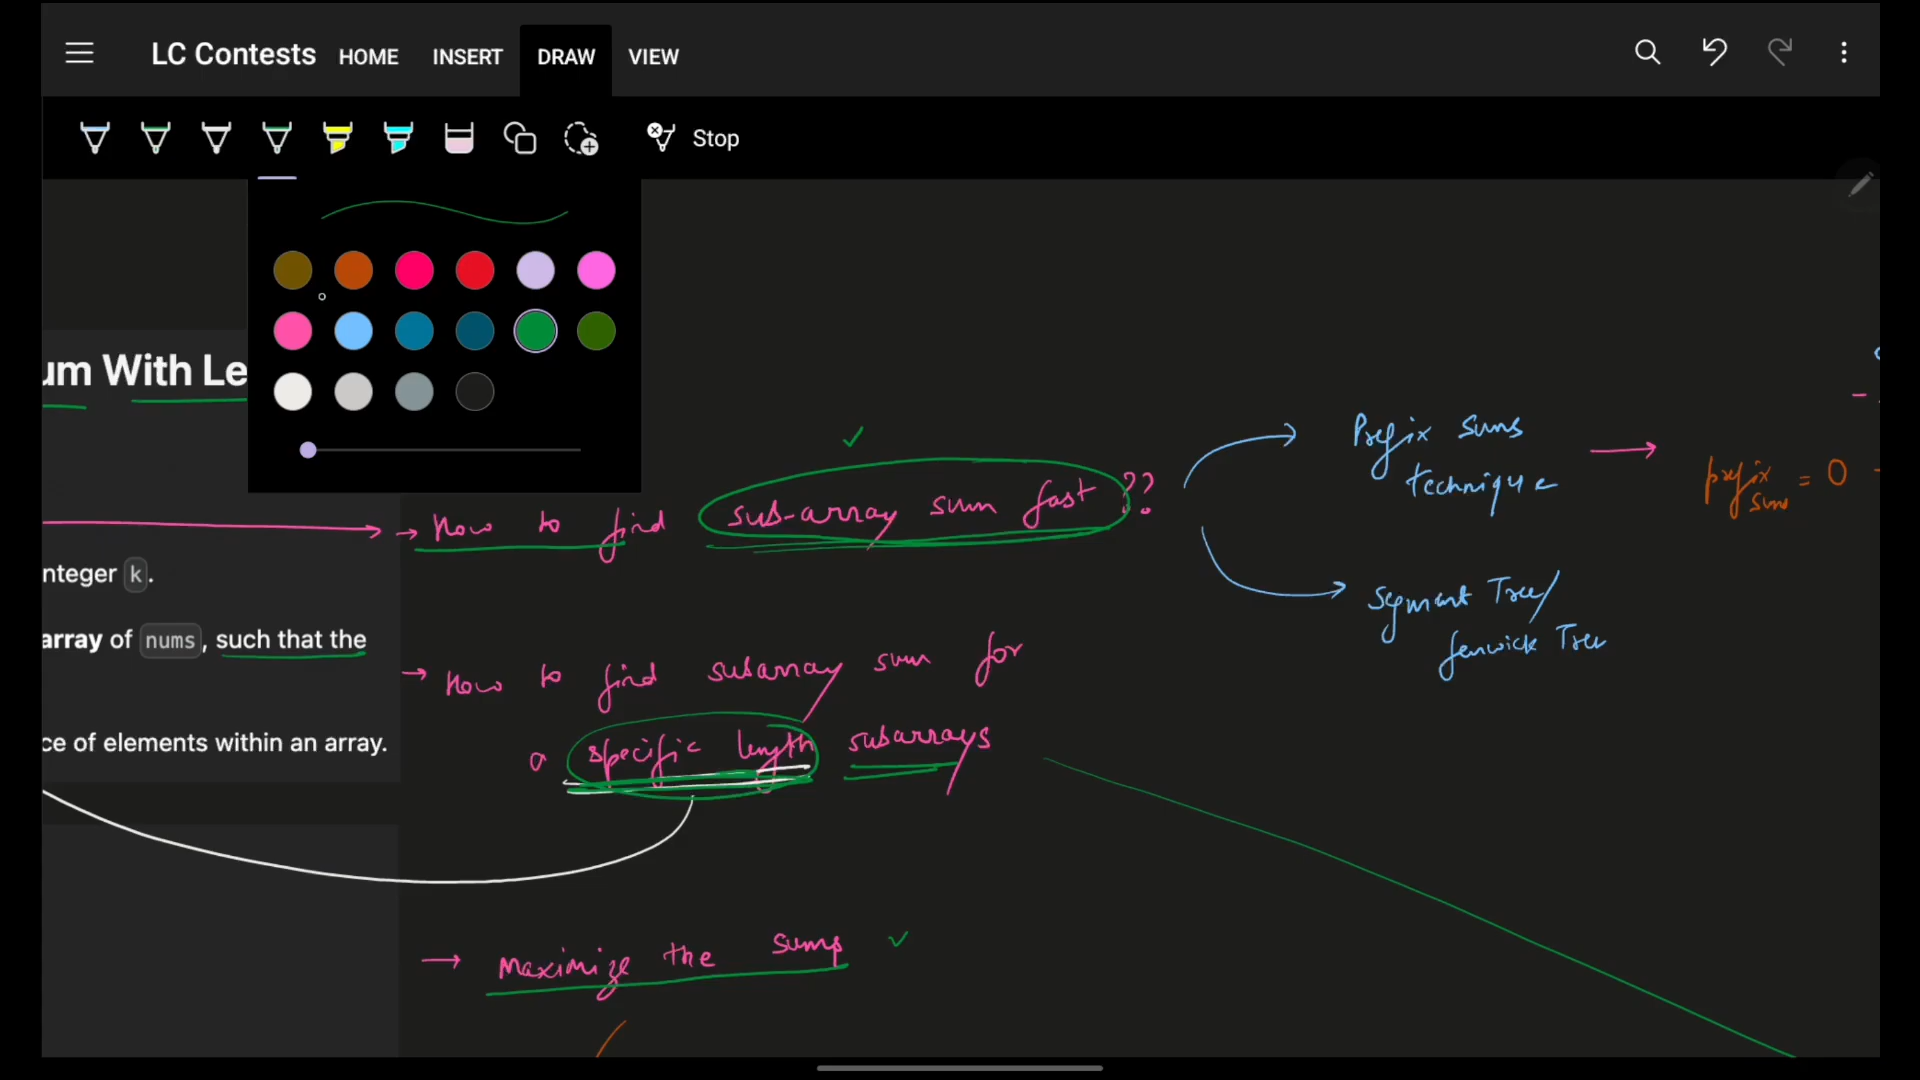 LC Contests HOME INSERT DRAW VIEW
Stop
um With Le
nteger k.
array of nums, such that the
ce of elements within an array.
→ How to find sub-array sum fast ??
→ How to find subarray sum for
a specific length subarrays
→ Maximize the sums
Prefix sums
technique
Segment Tree/
fenwick Tree
prefix = 0
sum